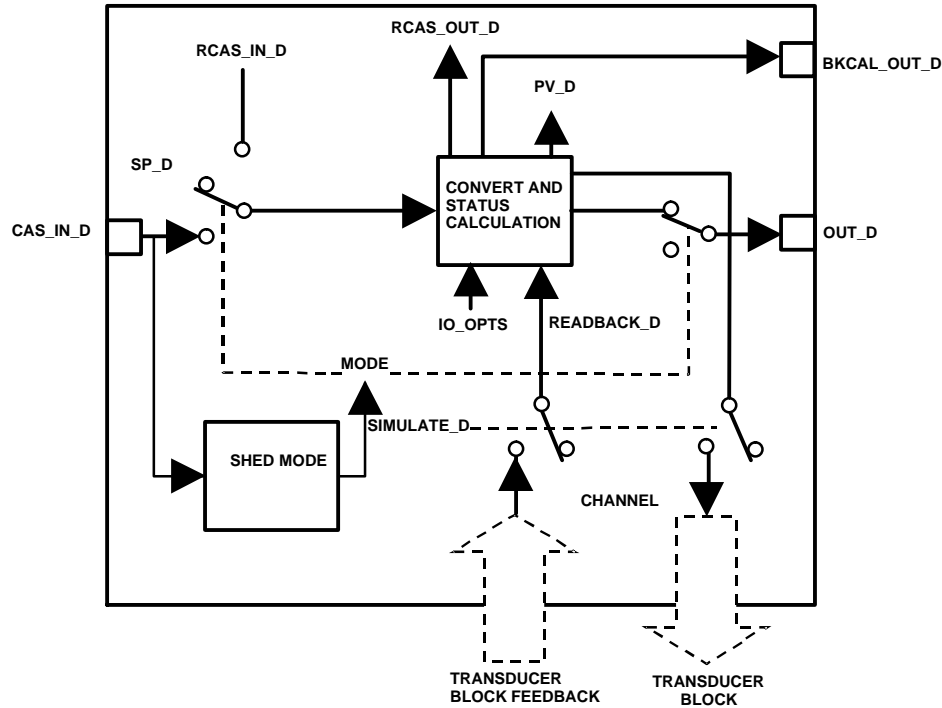 RCAS_OUT_D
RCAS_IN_D
BKCAL_OUT_D
PV_D
SP_D
CONVERT AND
STATUS
CALCULATION
CAS_IN_D
OUT_D
IO_OPTS
READBACK_D
MODE
SIMULATE_D
SHED MODE
CHANNEL
TRANSDUCER
BLOCK FEEDBACK
TRANSDUCER
BLOCK